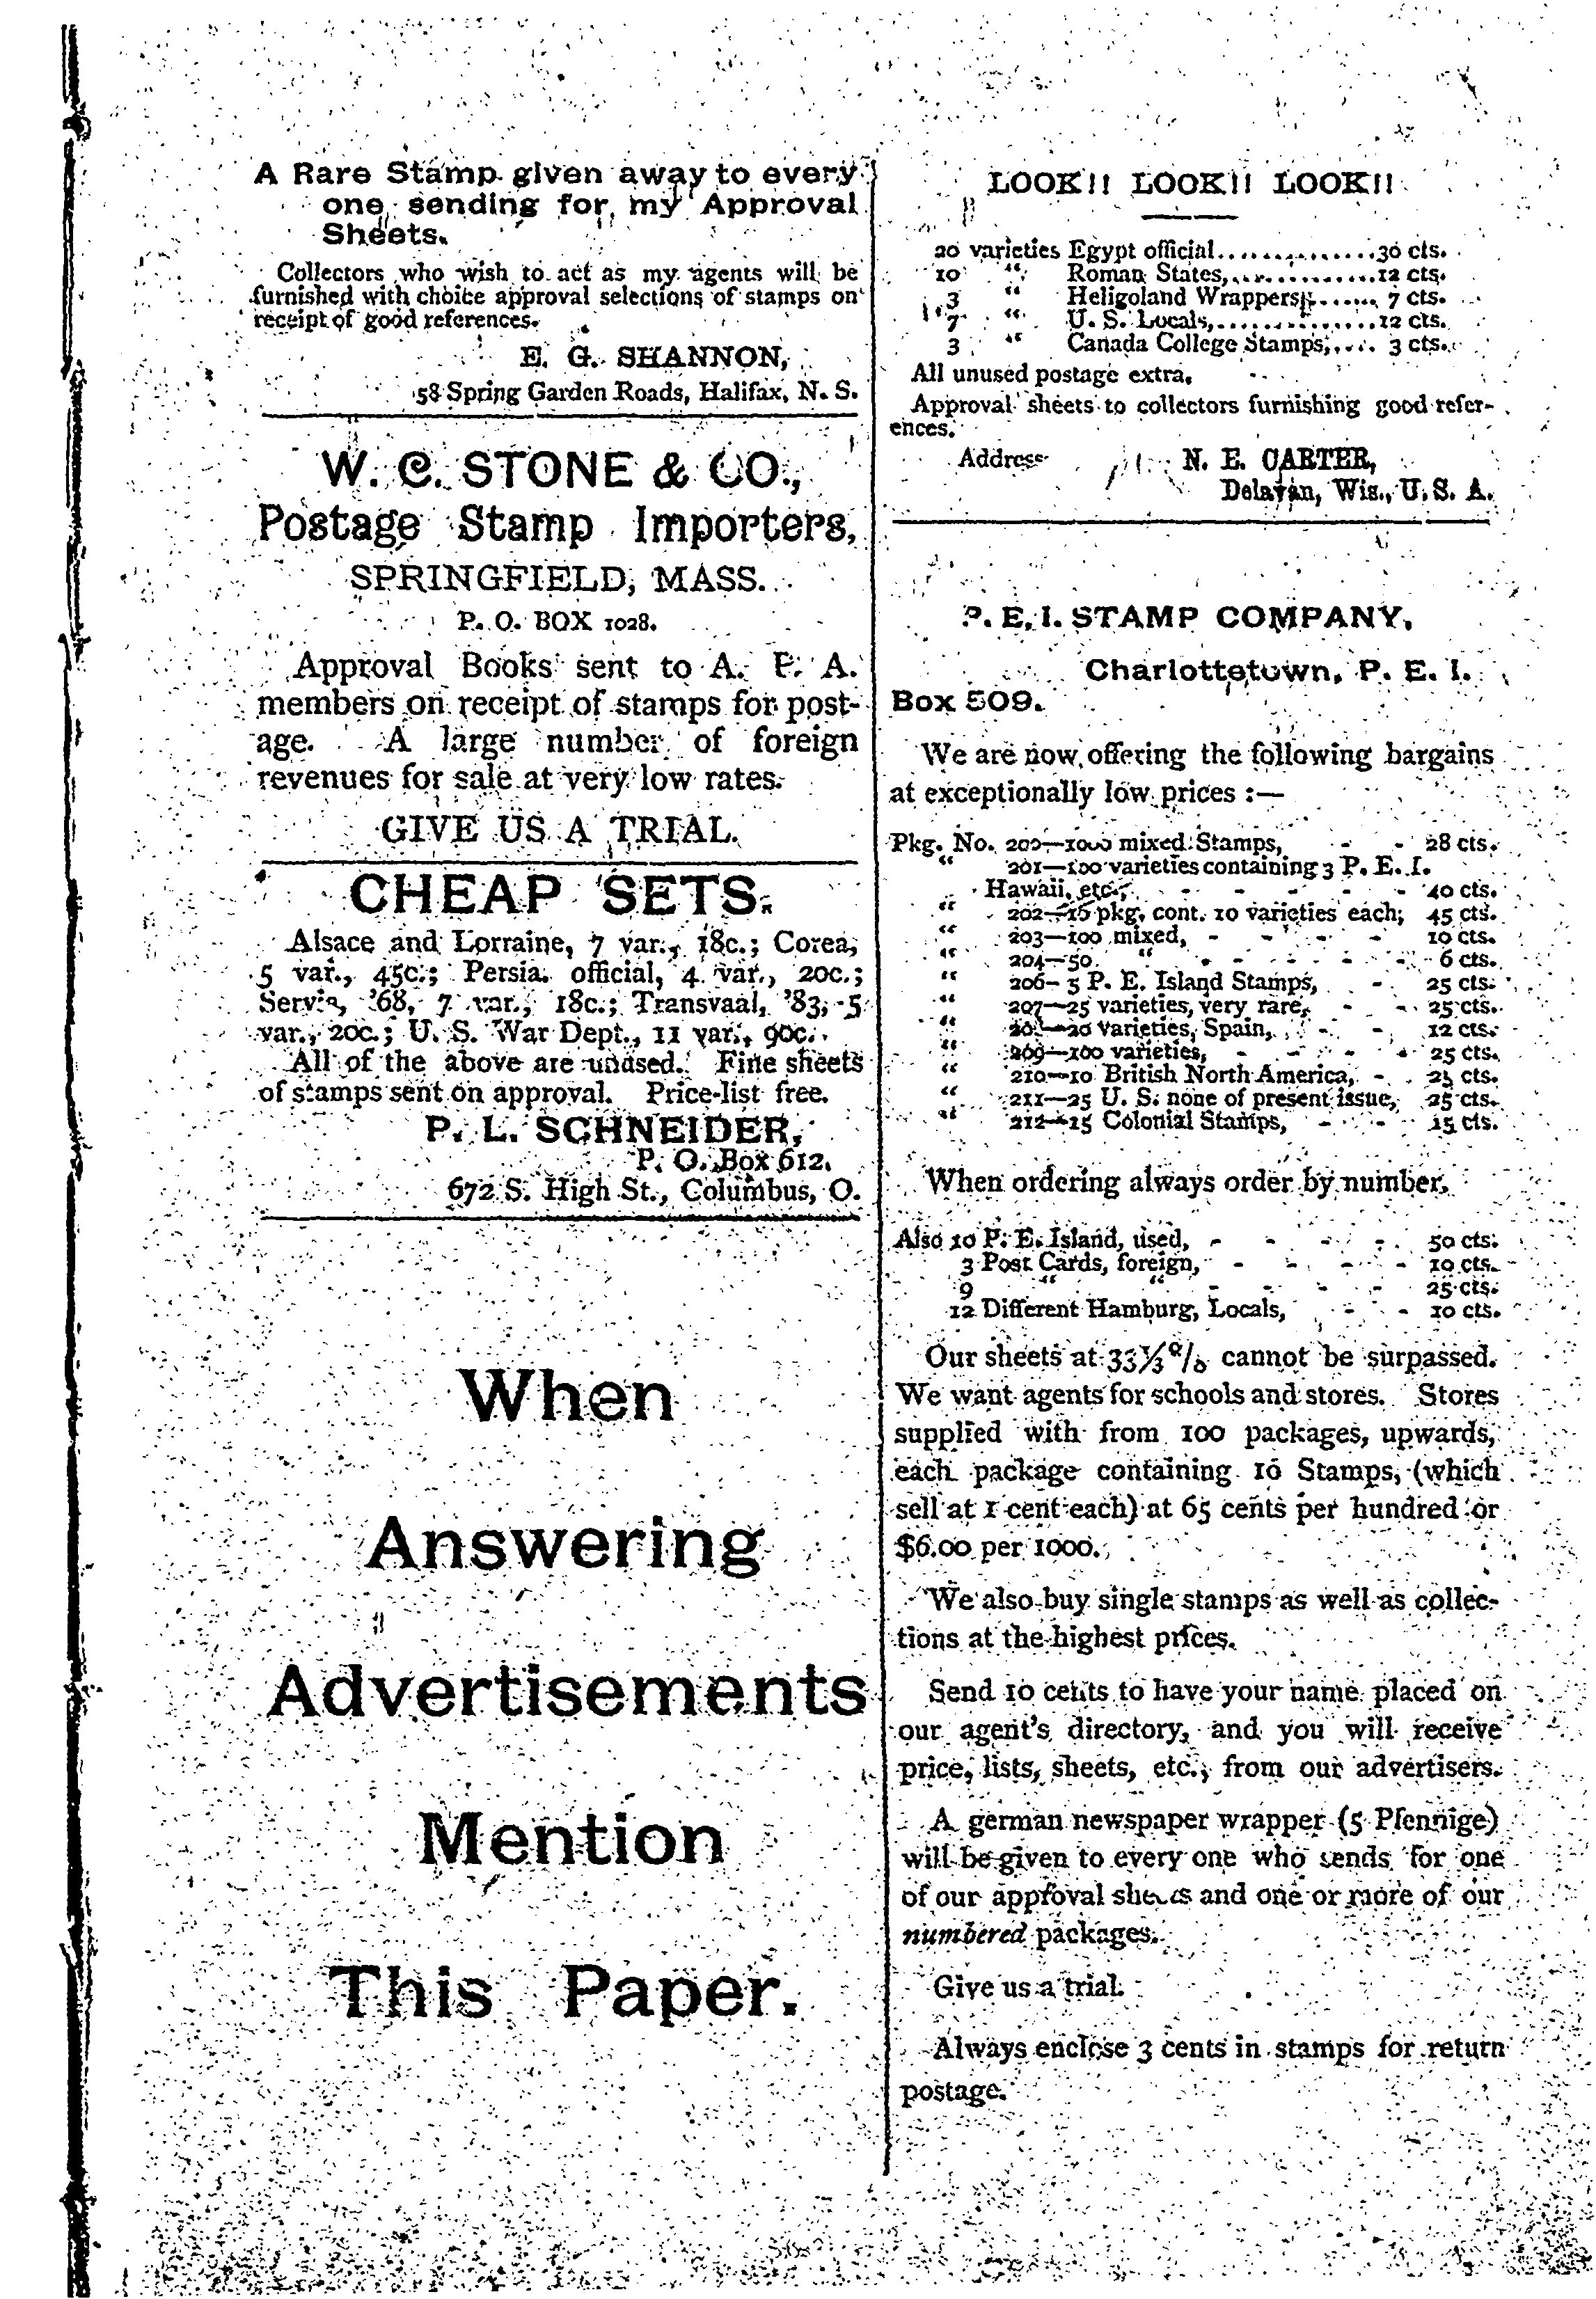 A Rare Stamp given away to every
one sending for my Approval
Sheets.
Collectors who wish to act as my agents will be
furnished with choice approval selections of stamps on
receipt of good references.
E. G. SHANNON,
58 Spring Garden Roads, Halifax, N. S.
W. C. STONE & CO.,
Postage Stamp Importers,
SPRINGFIELD, MASS.
P. O. BOX 1028.
Approval Books sent to A. P. A.
members on receipt of stamps for post-
age. A large number of foreign
revenues for sale at very low rates.
GIVE US A TRIAL.
CHEAP SETS.
Alsace and Lorraine, 7 var., 18c.; Corea,
5 var., 45c.; Persia official, 4 var., 20c.;
Servia, '68, 7 var., 18c.; Transvaal, '83, 5
var., 20c.; U. S. War Dept., 11 var., 90c.
All of the above are unused. Fine sheets
of stamps sent on approval. Price-list free.
P. L. SCHNEIDER,
P. O. Box 612.
672 S. High St., Columbus, O.
When
Answering
Advertisements
Mention
This Paper.
LOOK!! LOOK!! LOOK!!
20 varieties Egypt official...............30 cts.
10 " Roman States,..............12 cts.
3 " Heligoland Wrappers,....... 7 cts.
7 " U. S. Locals,................12 cts.
3 " Canada College Stamps,.... 3 cts.
All unused postage extra.
Approval sheets to collectors furnishing good refer-
ences.
Address N. E. CARTER,
Delavan, Wis., U. S. A.
P. E. I. STAMP COMPANY,
Charlottetown, P. E. I.
Box 509.
We are now offering the following bargains
at exceptionally low prices :—
Pkg. No. 200—1000 mixed Stamps, - - 28 cts.
" 201—100 varieties containing 3 P. E. I.
Hawaii, etc., - - - - - 40 cts.
" 202— pkg. cont. 10 varieties each; 45 cts.
" 203—100 mixed, - - - - 10 cts.
" 204—50 " - - - - - 6 cts.
" 206— P. E. Island Stamps, - 25 cts.
" 207—25 varieties, very rare, - - 25 cts.
" 20 varieties, Spain, - - 12 cts.
" 209—100 varieties, - - - - 25 cts.
" 210—10 British North America, - 25 cts.
" 211—25 U. S. none of present issue, 25 cts.
" 212—15 Colonial Stamps, - - - 15 cts.
When ordering always order by number.
Also 10 P. E. Island, used, - - - - 50 cts.
3 Post Cards, foreign, - - - - 10 cts.
9 " " - - - 25 cts.
12 Different Hamburg, Locals, - - 10 cts.
Our sheets at 33⅓ % cannot be surpassed.
We want agents for schools and stores. Stores
supplied with from 100 packages, upwards,
each package containing 10 Stamps, (which
sell at 1 cent each) at 65 cents per hundred or
$6.00 per 1000.
We also buy single stamps as well as collec-
tions at the highest prices.
Send 10 cents to have your name placed on
our agent's directory, and you will receive
price, lists, sheets, etc., from our advertisers.
A german newspaper wrapper (5 Pfennige)
will be given to every one who sends for one
of our approval sheets and one or more of our
numbered packages.
Give us a trial.
Always enclose 3 cents in stamps for return
postage.